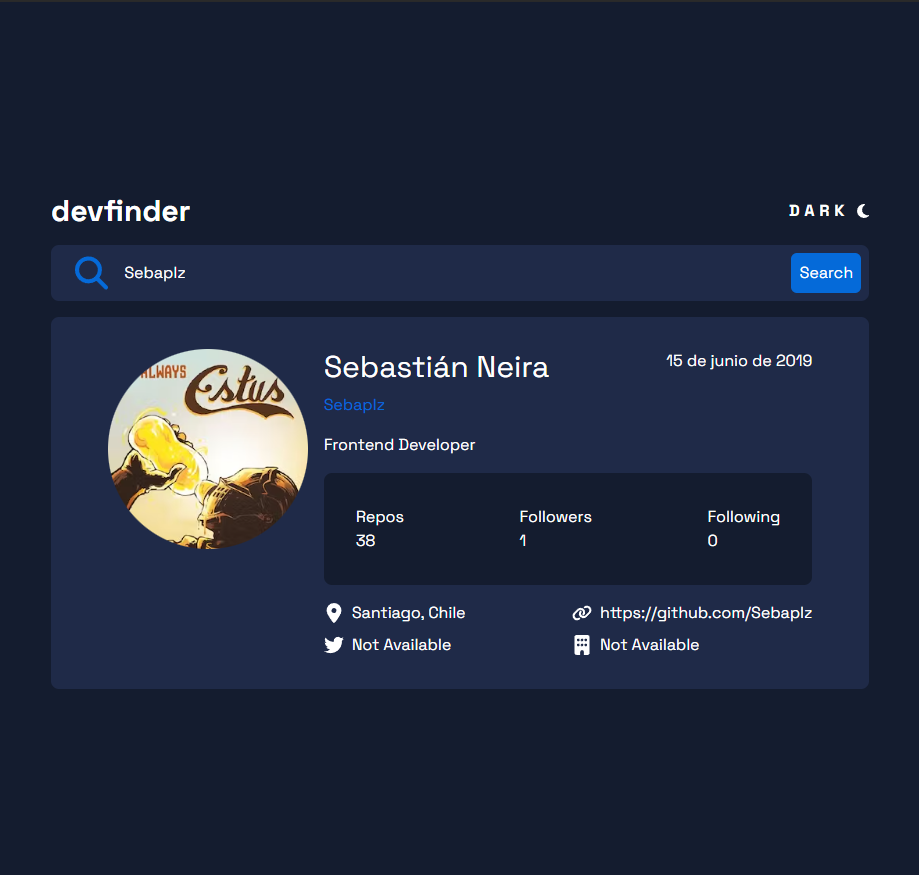 devfinder
DARK
Sebaplz
Search
ALWAYS
Estus
Sebastián Neira
15 de junio de 2019
Sebaplz
Frontend Developer
Repos Followers Following
38 1 0
Santiago, Chile
https://github.com/Sebaplz
Not Available
Not Available